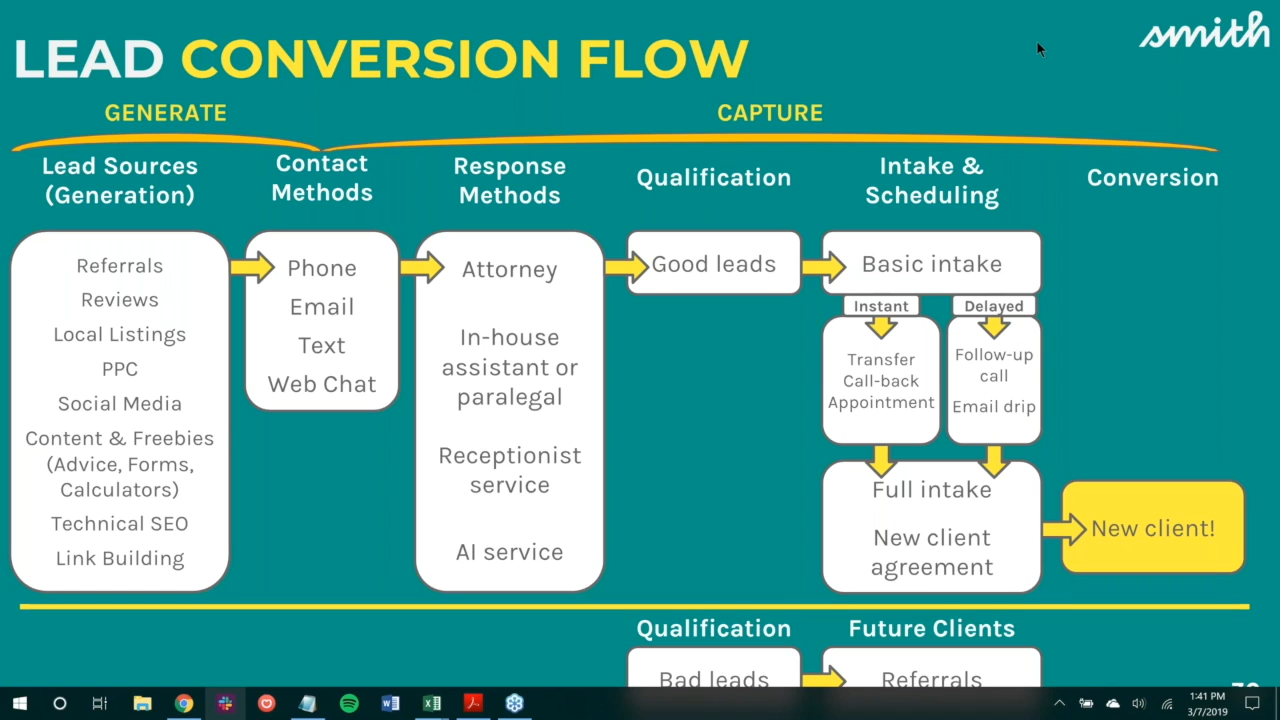 smith
LEAD CONVERSION FLOW
GENERATE
CAPTURE
Lead Sources
(Generation)
Contact
Methods
Response
Methods
Qualification
Intake &
Scheduling
Conversion
Referrals
Reviews
Local Listings
PPC
Social Media
Content & Freebies
(Advice, Forms,
Calculators)
Technical SEO
Link Building
Phone
Email
Text
Web Chat
Attorney
In-house
assistant or
paralegal
Receptionist
service
AI service
Good leads
Basic intake
Instant
Delayed
Transfer
Call-back
Appointment
Follow-up
call
Email drip
Full intake
New client
agreement
New client!
Qualification
Future Clients
Bad leads
Referrals
1:41 PM
3/7/2019